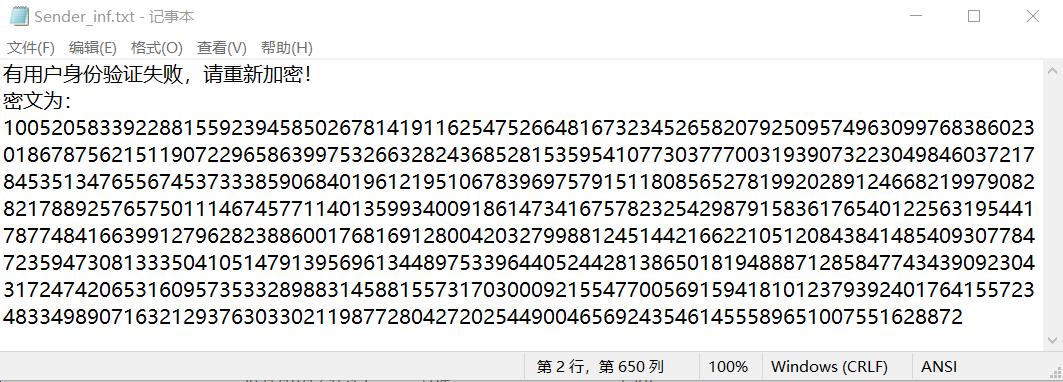 Sender_inf.txt - 记事本
文件(F) 编辑(E) 格式(O) 查看(V) 帮助(H)
有用户身份验证失败，请重新加密！
密文为：
10052058339228815592394585026781419116254752664816732345265820792509574963099768386023
01867875621511907229658639975326632824368528153595410773037770031939073223049846037217
84535134765567453733385906840196121951067839697579151180856527819920289124668219979082
82178892576575011146745771140135993400918614734167578232542987915836176540122563195441
78774841663991279628238860017681691280042032799881245144216622105120843841485409307784
72359473081333504105147913956961344897533964405244281386501819488871285847743439092304
31724742065316095735332898831458815573170300092155477005691594181012379392401764155723
48334989071632129376303302119877280427202544900465692435461455589651007551628872
第 2 行，第 650 列 100% Windows (CRLF) ANSI